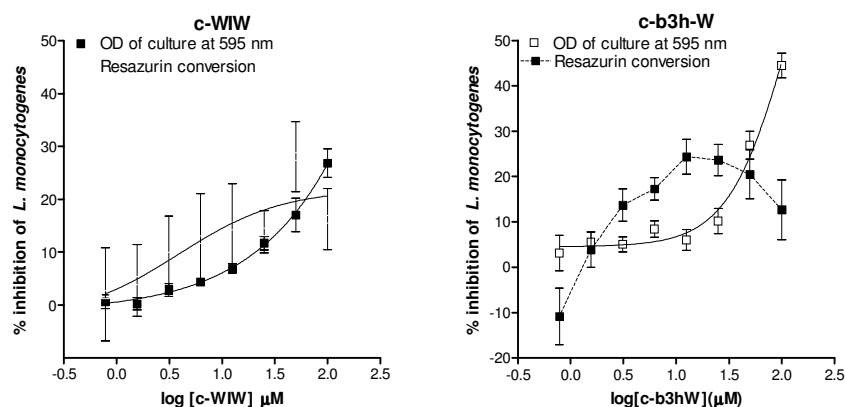 c-WIW
OD of culture at 595 nm
Resazurin conversion
% inhibition of L. monocytogenes
50
40
30
20
10
0
-10
-0.5 0.0 0.5 1.0 1.5 2.0 2.5
log [c-WIW] μM
c-b3h-W
OD of culture at 595 nm
Resazurin conversion
% inhibition of L. monocytogenes
50
40
30
20
10
0
-10
-20
-0.5 0.0 0.5 1.0 1.5 2.0 2.5
log[c-b3hW](μM)